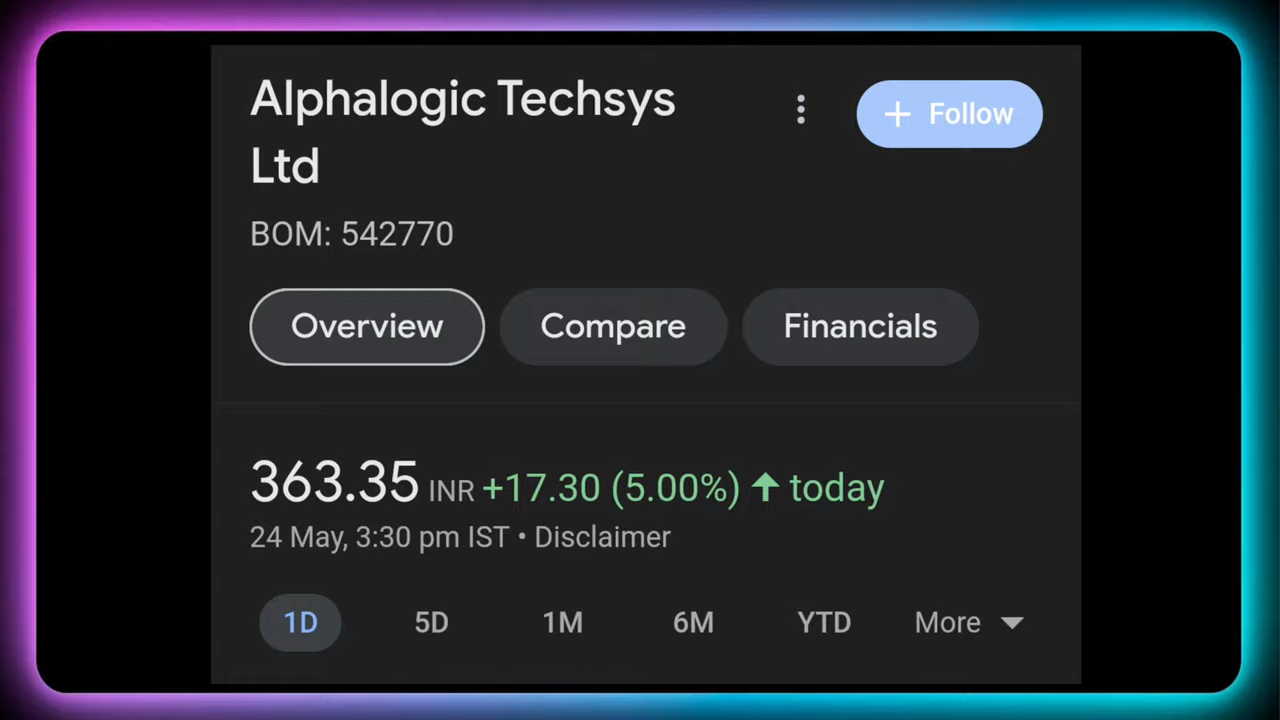 Alphalogic Techsys
Ltd
+ Follow
BOM: 542770
Overview Compare Financials
363.35 INR +17.30 (5.00%) ↑ today
24 May, 3:30 pm IST • Disclaimer
1D 5D 1M 6M YTD More